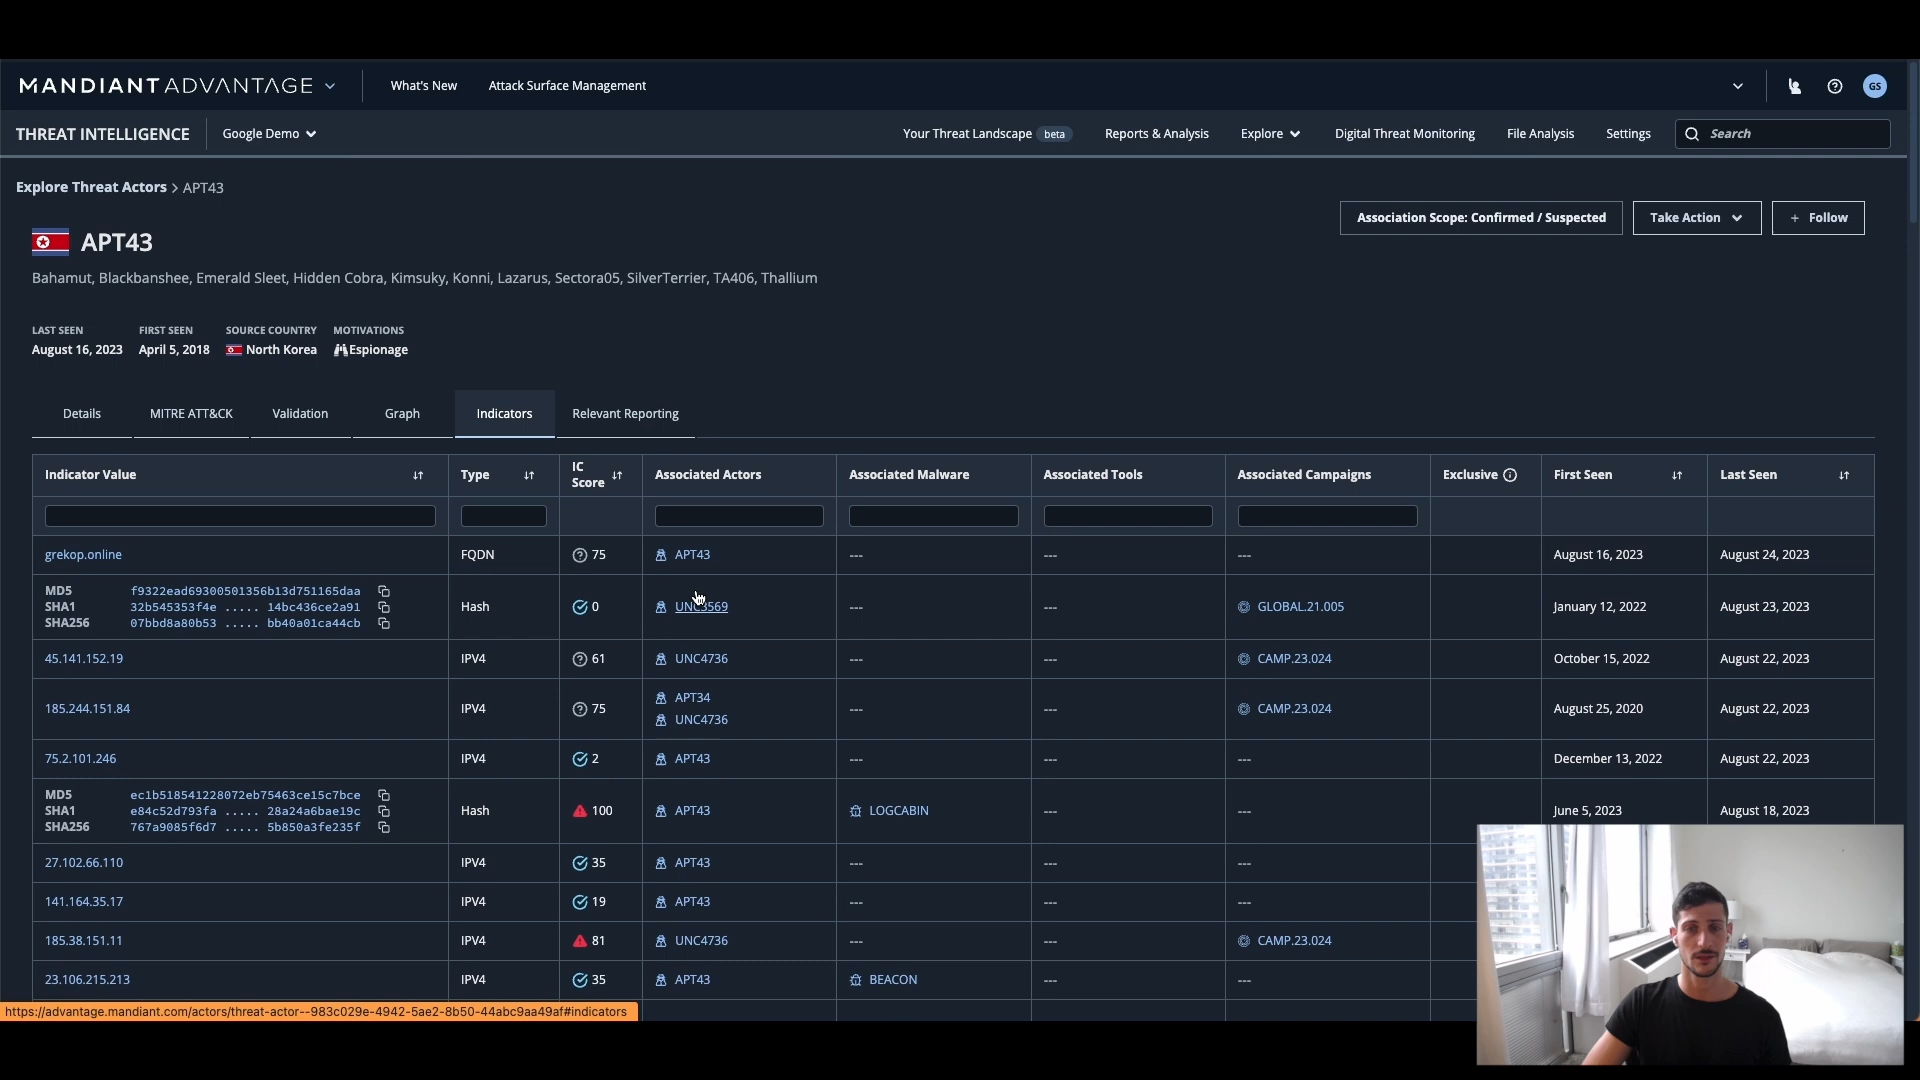 MANDIANT ADVANTAGE What's New Attack Surface Management GS
THREAT INTELLIGENCE Google Demo Your Threat Landscape beta Reports & Analysis Explore Digital Threat Monitoring File Analysis Settings Search
Explore Threat Actors > APT43
Association Scope: Confirmed / Suspected Take Action + Follow
APT43
Bahamut, Blackbanshee, Emerald Sleet, Hidden Cobra, Kimsuky, Konni, Lazarus, Sectora05, SilverTerrier, TA406, Thallium
LAST SEEN FIRST SEEN SOURCE COUNTRY MOTIVATIONS
August 16, 2023 April 5, 2018 North Korea Espionage
Details MITRE ATT&CK Validation Graph Indicators Relevant Reporting
Indicator Value Type IC Score Associated Actors Associated Malware Associated Tools Associated Campaigns Exclusive First Seen Last Seen
grekop.online FQDN 75 APT43 --- --- --- August 16, 2023 August 24, 2023
MD5 f9322ead69300501356b13d751165daa
SHA1 32b545353f4e ..... 14bc436ce2a91 Hash 0 UNC3569 --- --- GLOBAL.21.005 January 12, 2022 August 23, 2023
SHA256 07bbd8a80b53 ..... bb40a01ca44cb
45.141.152.19 IPV4 61 UNC4736 --- --- CAMP.23.024 October 15, 2022 August 22, 2023
APT34
185.244.151.84 IPV4 75 --- --- CAMP.23.024 August 25, 2020 August 22, 2023
UNC4736
75.2.101.246 IPV4 2 APT43 --- --- --- December 13, 2022 August 22, 2023
MD5 ec1b518541228072eb75463ce15c7bce
SHA1 e84c52d793fa ..... 28a24a6bae19c Hash 100 APT43 LOGCABIN --- --- June 5, 2023 August 18, 2023
SHA256 767a9085f6d7 ..... 5b850a3fe235f
27.102.66.110 IPV4 35 APT43 --- --- ---
141.164.35.17 IPV4 19 APT43 --- --- ---
185.38.151.11 IPV4 81 UNC4736 --- --- CAMP.23.024
23.106.215.213 IPV4 35 APT43 BEACON --- ---
https://advantage.mandiant.com/actors/threat-actor--983c029e-4942-5ae2-8b50-44abc9aa49af#indicators